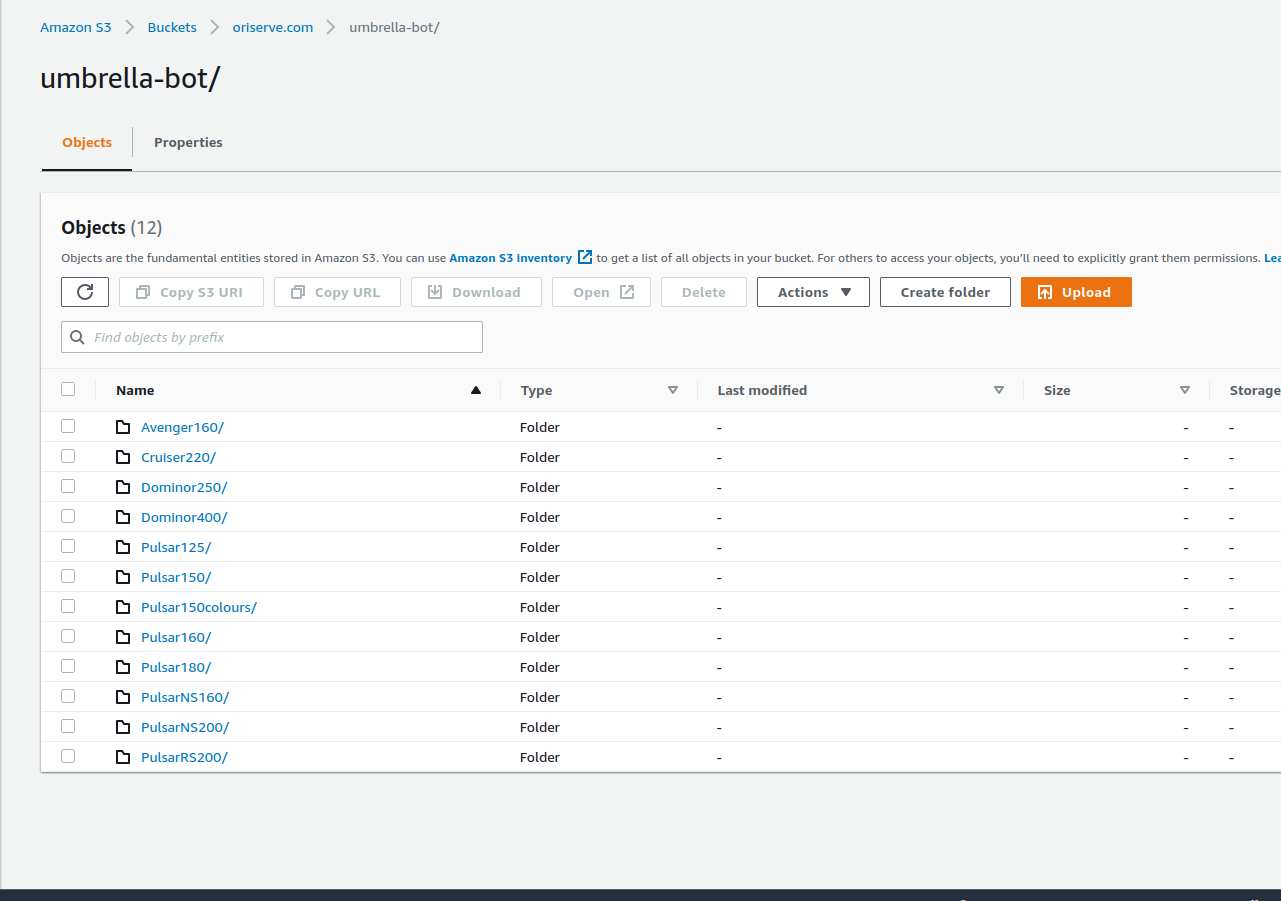 Amazon S3 Buckets oriserve.com umbrella-bot/
umbrella-bot/
Objects Properties
Objects (12)
Objects are the fundamental entities stored in Amazon S3. You can use Amazon S3 inventory to get a list of all objects in your bucket. For others to access your objects, you'll need to explicitly grant them permissions. Lea
Copy S3 URI Copy URL Download Open Delete Actions Create folder Upload
Find objects by prefix
Name Type Last modified Size Storage
Avenger160/ Folder - - -
Cruiser220/ Folder - - -
Dominor250/ Folder - - -
Dominor400/ Folder - - -
Pulsar125/ Folder - - -
Pulsar150/ Folder - - -
Pulsar150colours/ Folder - - -
Pulsar160/ Folder - - -
Pulsar180/ Folder - - -
PulsarNS160/ Folder - - -
PulsarNS200/ Folder - - -
PulsarRS200/ Folder - - -